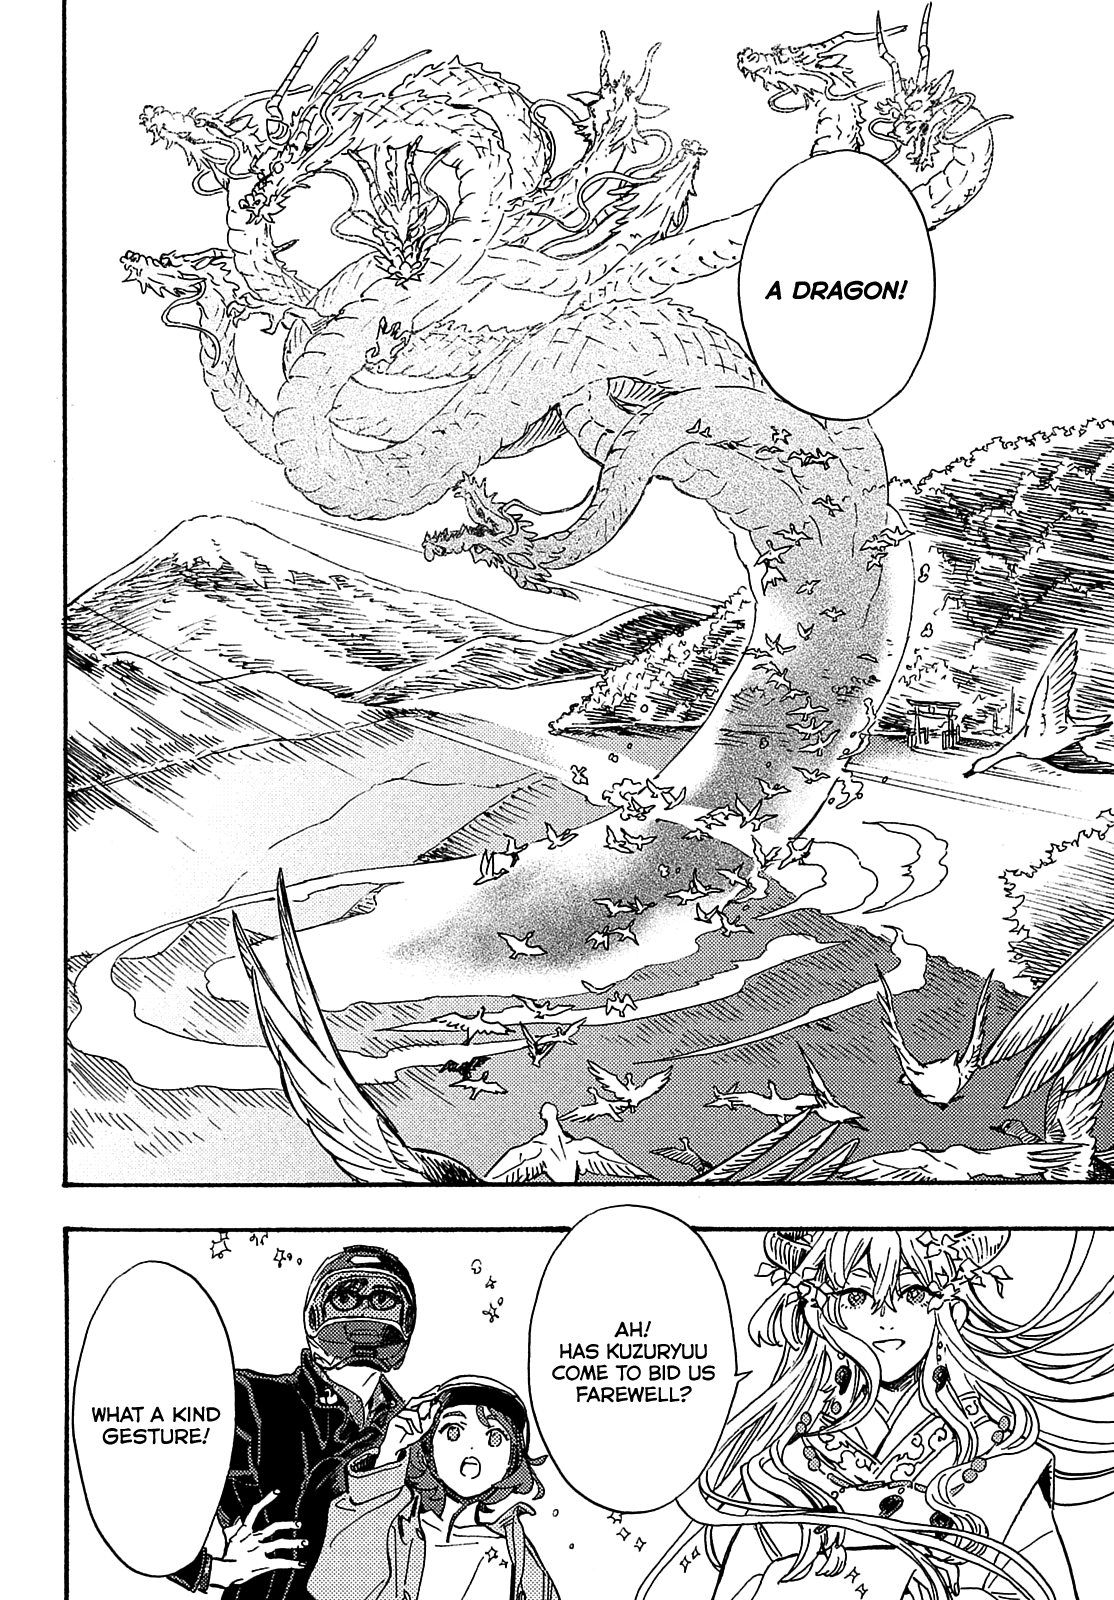 A DRAGON!
AH!
HAS KUZURYUU
COME TO BID US
FAREWELL?
WHAT A KIND
GESTURE!